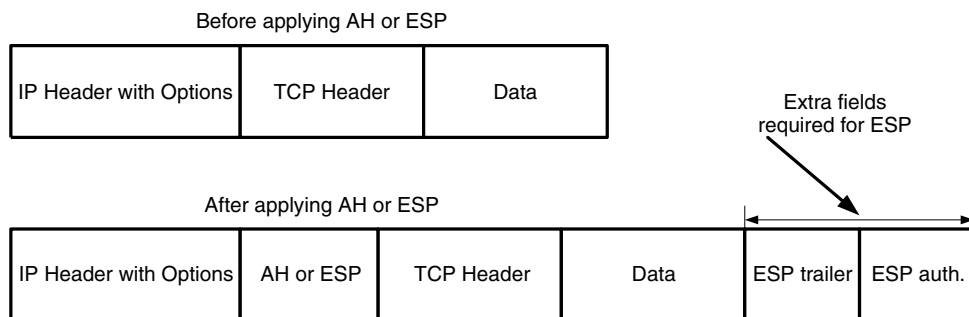 Before applying AH or ESP
IP Header with Options
TCP Header
Data
Extra fields
required for ESP
After applying AH or ESP
IP Header with Options
AH or ESP
TCP Header
Data
ESP trailer
ESP auth.